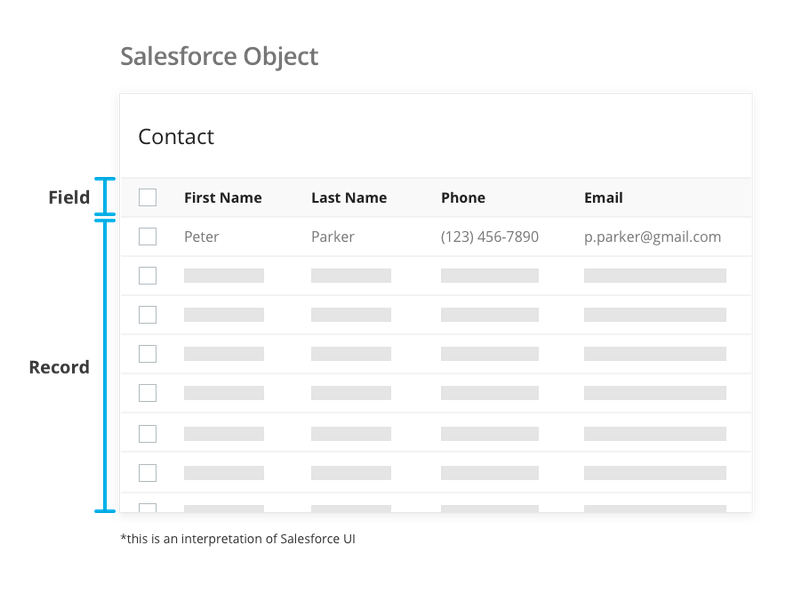 Salesforce Object
Contact
Field
First Name Last Name Phone Email
Peter Parker (123) 456-7890 p.parker@gmail.com
Record
*this is an interpretation of Salesforce UI